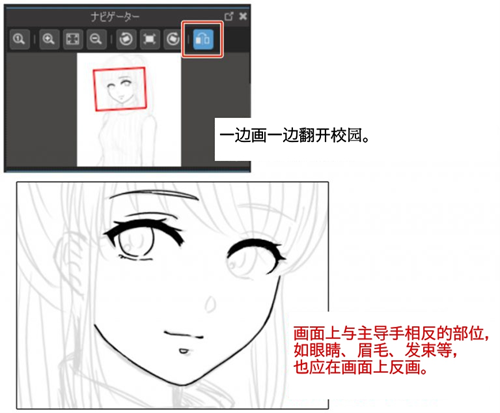 ナビゲーター
一边画一边翻开校园。
画面上与主导手相反的部位，
如眼睛、眉毛、发束等，
也应在画面上反画。